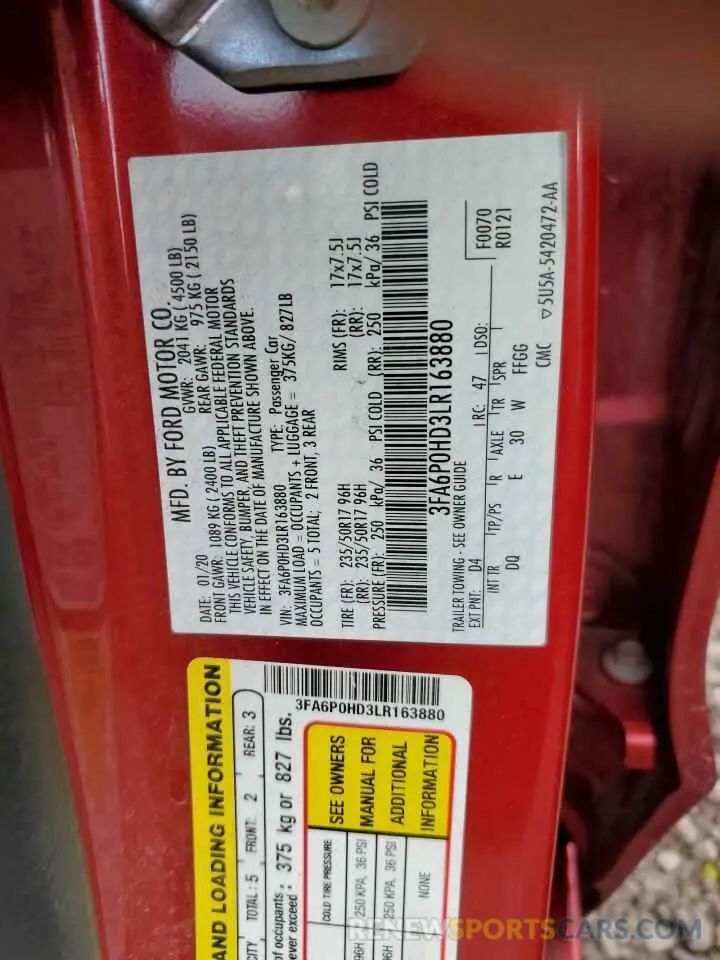 MFD. BY FORD MOTOR CO.
DATE: 01/20 GVWR: 2041 KG ( 4500 LB)
FRONT GAWR: 1089 KG (2400 LB) REAR GAWR: 975 KG ( 2150 LB)
THIS VEHICLE CONFORMS TO ALL APPLICABLE FEDERAL MOTOR
VEHICLE SAFETY, BUMPER, AND THEFT PREVENTION STANDARDS
IN EFFECT ON THE DATE OF MANUFACTURE SHOWN ABOVE.
VIN: 3FA6P0HD3LR163880 TYPE: Passenger Car
MAXIMUM LOAD = OCCUPANTS + LUGGAGE = 375KG/ 827LB
OCCUPANTS = 5 TOTAL: 2 FRONT, 3 REAR
TIRE (FR): 235/50R17 96H RIMS (FR): 17x7.5J
(RR): 235/50R17 96H (RR): 17x7.5J
PRESSURE (FR): 250 kPa/ 36 PSI COLD (RR): 250 kPa/ 36 PSI COLD
3FA6P0HD3LR163880
TRAILER TOWING - SEE OWNER GUIDE
F0070
R0121
EXT PNT: D4 RC: 47 DSO:
INT TR TP/PS R AXLE TR SPR
DQ E 30 W FFGG
CMC 5U5A-5420472-AA
AND LOADING INFORMATION
CITY TOTAL: 5 FRONT: 2 REAR: 3
of occupants
ever exceed : 375 kg or 827 lbs.
3FA6P0HD3LR163880
COLD TIRE PRESSURE
96H 250 KPA, 36 PSI
96H 250 KPA, 36 PSI
NONE
SEE OWNERS
MANUAL FOR
ADDITIONAL
INFORMATION
RENEWSPORTSCARS.COM